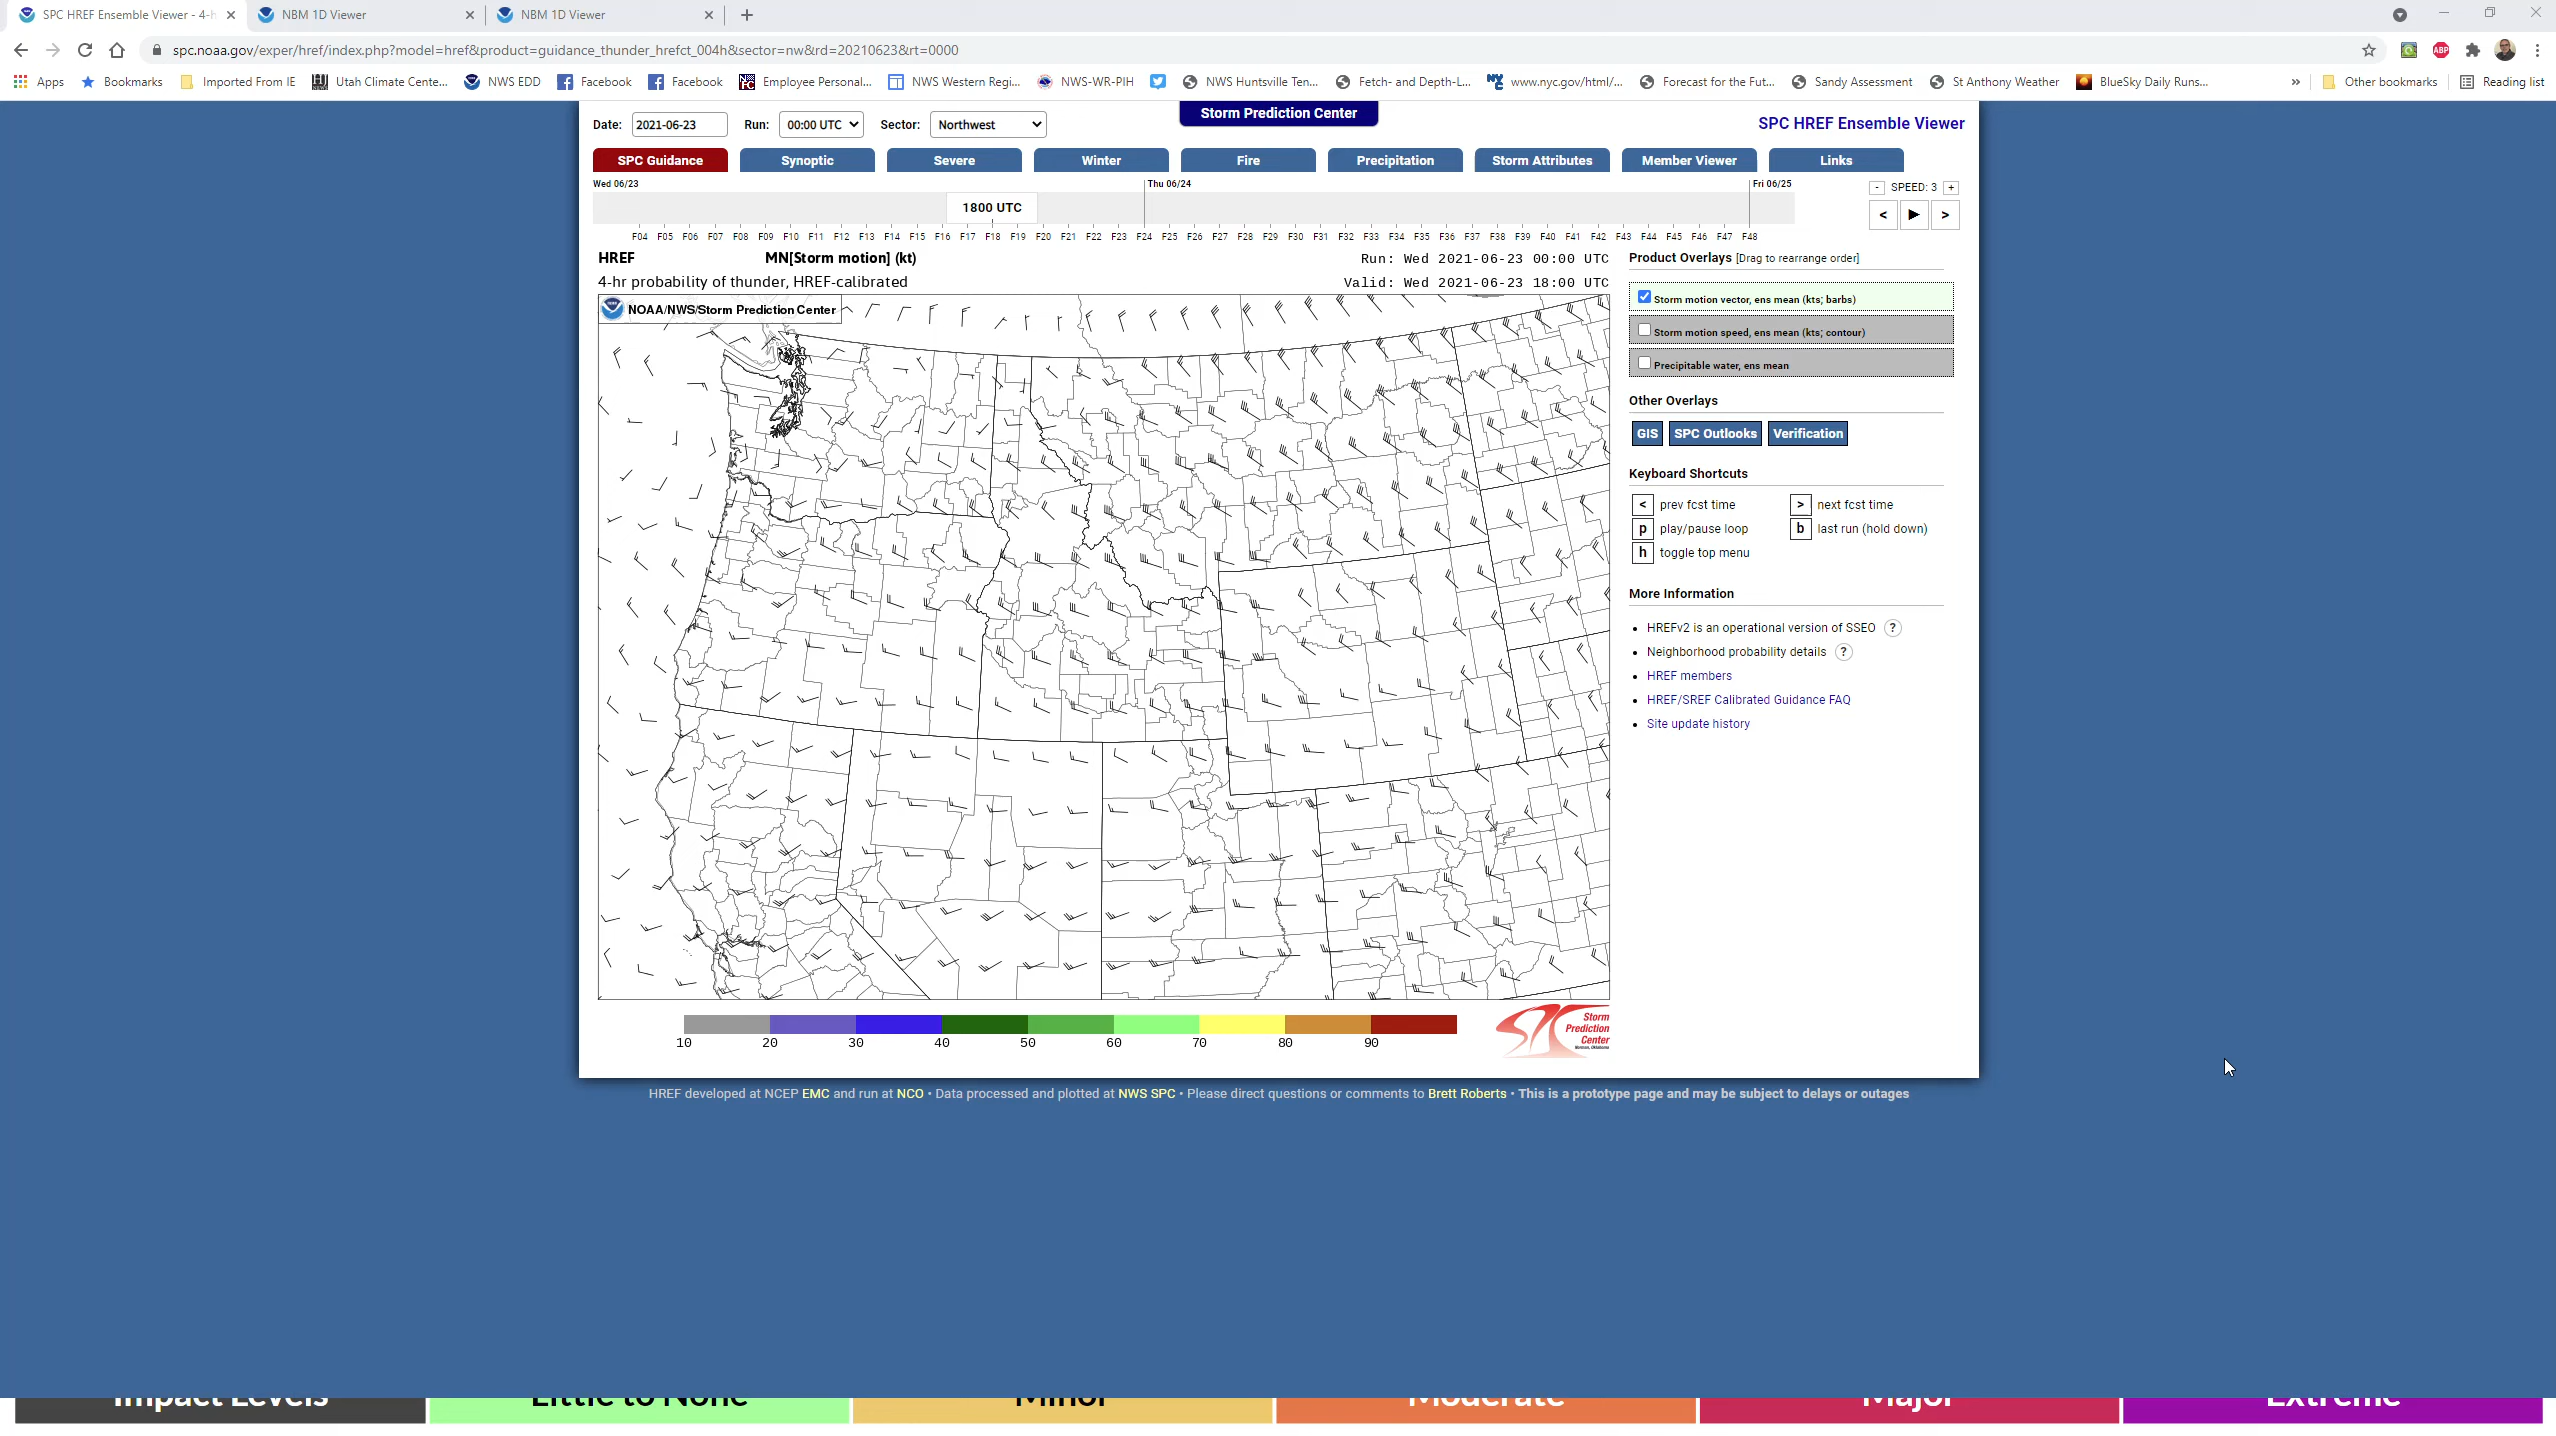 SPC HREF Ensemble Viewer - 4-h
NBM 1D Viewer
NBM 1D Viewer
spc.noaa.gov/exper/href/index.php?model=href&product=guidance_thunder_hrefct_004h&sector=nw&rd=20210623&rt=0000
Apps Bookmarks Imported From IE Utah Climate Cente... NWS EDD Facebook Facebook Employee Personal... NWS Western Regi... NWS-WR-PIH NWS Huntsville Ten... Fetch- and Depth-L... www.nyc.gov/html/... Forecast for the Fut... Sandy Assessment St Anthony Weather BlueSky Daily Runs... » Other bookmarks Reading list
Date: 2021-06-23 Run: 00:00 UTC Sector: Northwest
Storm Prediction Center
SPC HREF Ensemble Viewer
SPC Guidance Synoptic Severe Winter Fire Precipitation Storm Attributes Member Viewer Links
Wed 06/23 Thu 06/24 Fri 06/25
- SPEED: 3 +
1800 UTC
< ▶ >
F04 F05 F06 F07 F08 F09 F10 F11 F12 F13 F14 F15 F16 F17 F18 F19 F20 F21 F22 F23 F24 F25 F26 F27 F28 F29 F30 F31 F32 F33 F34 F35 F36 F37 F38 F39 F40 F41 F42 F43 F44 F45 F46 F47 F48
HREF MN[Storm motion] (kt) Run: Wed 2021-06-23 00:00 UTC
4-hr probability of thunder, HREF-calibrated Valid: Wed 2021-06-23 18:00 UTC
NOAA/NWS/Storm Prediction Center
Product Overlays [Drag to rearrange order]
Storm motion vector, ens mean (kts; barbs)
Storm motion speed, ens mean (kts; contour)
Precipitable water, ens mean
Other Overlays
GIS SPC Outlooks Verification
Keyboard Shortcuts
< prev fcst time > next fcst time
p play/pause loop b last run (hold down)
h toggle top menu
More Information
HREFv2 is an operational version of SSEO ?
Neighborhood probability details ?
HREF members
HREF/SREF Calibrated Guidance FAQ
Site update history
10 20 30 40 50 60 70 80 90
Storm
Prediction
Center
HREF developed at NCEP EMC and run at NCO • Data processed and plotted at NWS SPC • Please direct questions or comments to Brett Roberts • This is a prototype page and may be subject to delays or outages
Impact Levels Little to None Minor Moderate Major Extreme